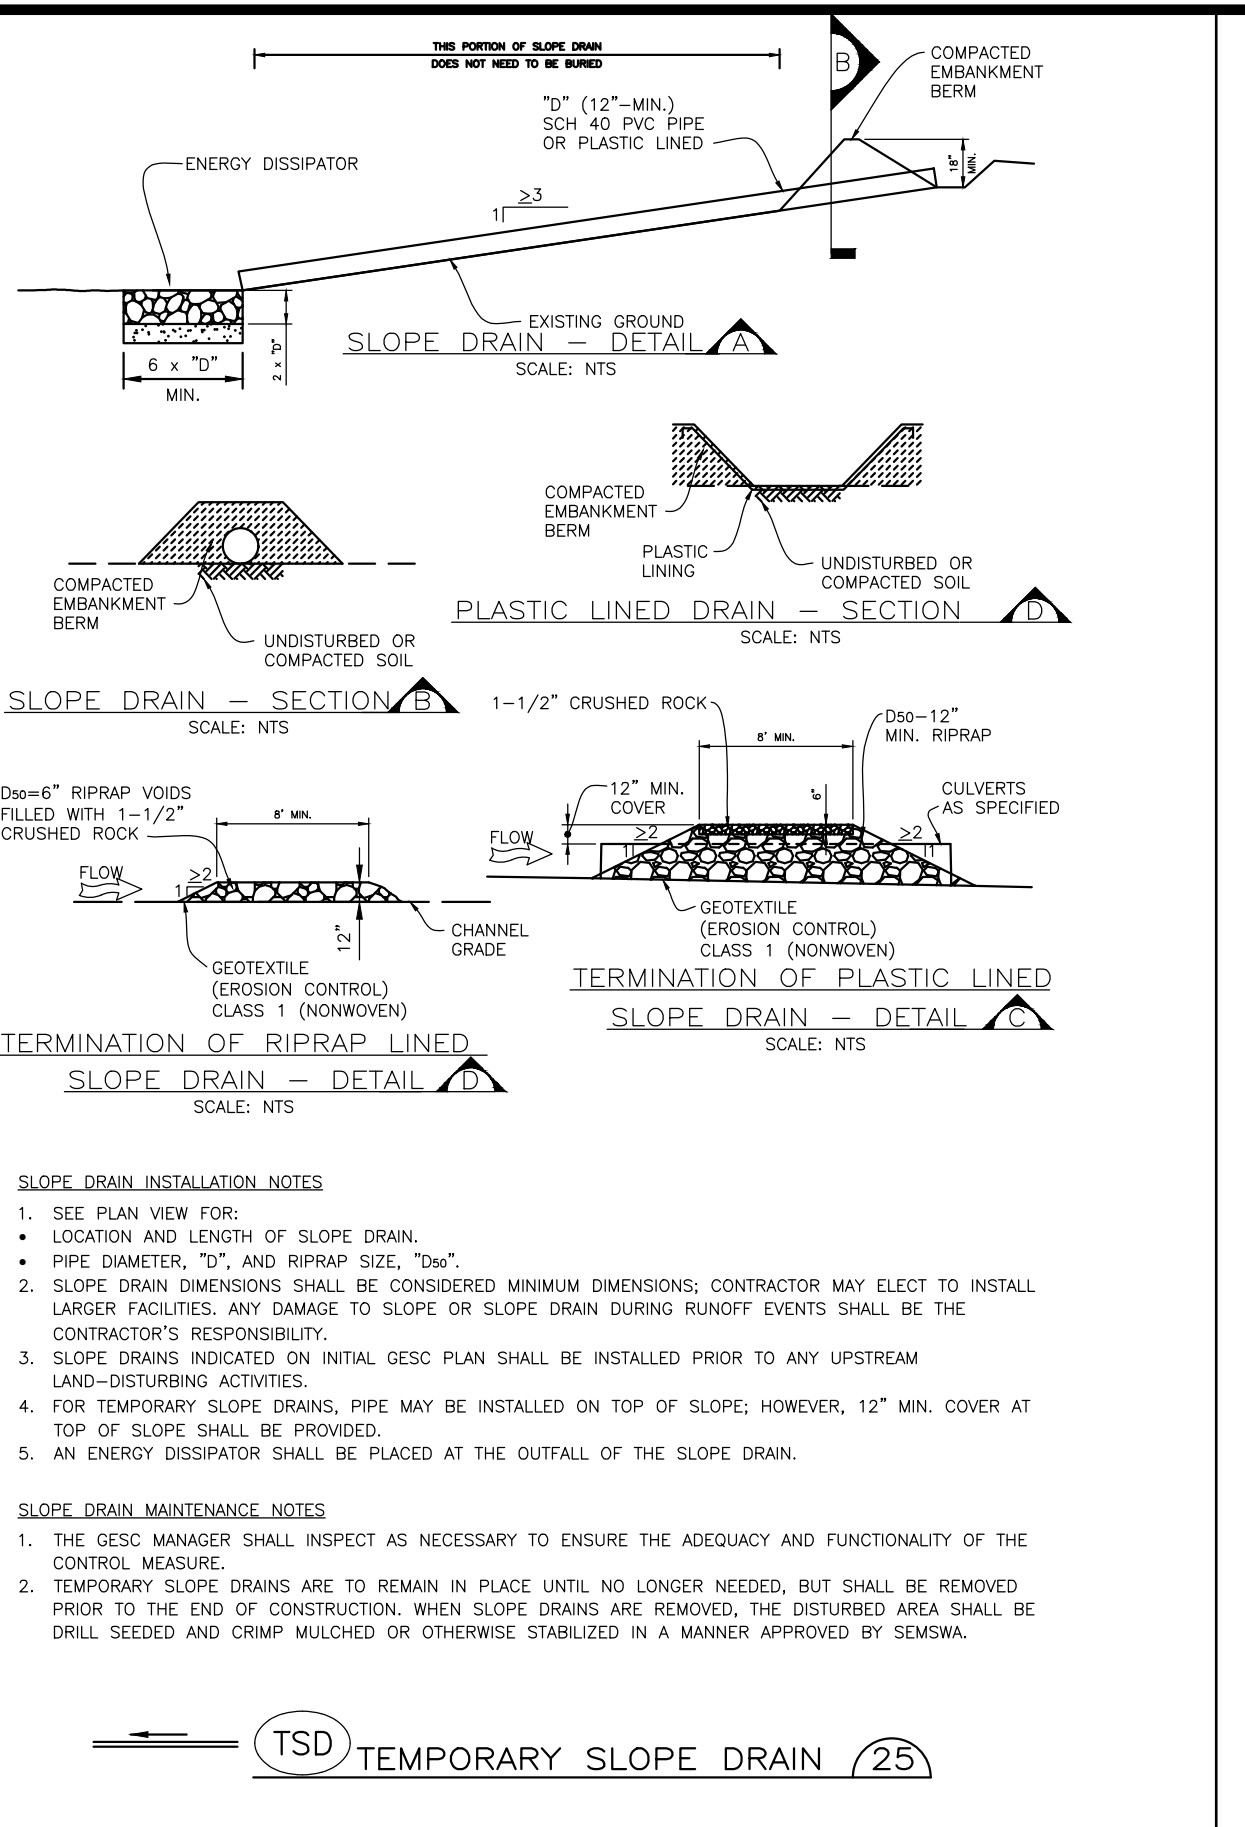 THIS PORTION OF SLOPE DRAIN
DOES NOT NEED TO BE BURIED
B
COMPACTED
EMBANKMENT
BERM
"D" (12"-MIN.)
SCH 40 PVC PIPE
OR PLASTIC LINED
18"
MIN.
ENERGY DISSIPATOR
≥3
1
EXISTING GROUND
SLOPE DRAIN - DETAIL A
SCALE: NTS
6 x "D"
MIN.
2 x "D"
COMPACTED
EMBANKMENT
BERM
PLASTIC
LINING
UNDISTURBED OR
COMPACTED SOIL
PLASTIC LINED DRAIN - SECTION D
SCALE: NTS
COMPACTED
EMBANKMENT
BERM
UNDISTURBED OR
COMPACTED SOIL
SLOPE DRAIN - SECTION B
SCALE: NTS
1-1/2" CRUSHED ROCK
D50-12"
MIN. RIPRAP
8' MIN.
12" MIN.
COVER
6"
CULVERTS
AS SPECIFIED
FLOW
≥2
1
≥2
1
GEOTEXTILE
(EROSION CONTROL)
CLASS 1 (NONWOVEN)
TERMINATION OF PLASTIC LINED
SLOPE DRAIN - DETAIL C
SCALE: NTS
D50=6" RIPRAP VOIDS
FILLED WITH 1-1/2"
CRUSHED ROCK
8' MIN.
FLOW
≥2
1
12"
CHANNEL
GRADE
GEOTEXTILE
(EROSION CONTROL)
CLASS 1 (NONWOVEN)
TERMINATION OF RIPRAP LINED
SLOPE DRAIN - DETAIL D
SCALE: NTS
SLOPE DRAIN INSTALLATION NOTES
1. SEE PLAN VIEW FOR:
• LOCATION AND LENGTH OF SLOPE DRAIN.
• PIPE DIAMETER, "D", AND RIPRAP SIZE, "D50".
2. SLOPE DRAIN DIMENSIONS SHALL BE CONSIDERED MINIMUM DIMENSIONS; CONTRACTOR MAY ELECT TO INSTALL
LARGER FACILITIES. ANY DAMAGE TO SLOPE OR SLOPE DRAIN DURING RUNOFF EVENTS SHALL BE THE
CONTRACTOR'S RESPONSIBILITY.
3. SLOPE DRAINS INDICATED ON INITIAL GESC PLAN SHALL BE INSTALLED PRIOR TO ANY UPSTREAM
LAND-DISTURBING ACTIVITIES.
4. FOR TEMPORARY SLOPE DRAINS, PIPE MAY BE INSTALLED ON TOP OF SLOPE; HOWEVER, 12" MIN. COVER AT
TOP OF SLOPE SHALL BE PROVIDED.
5. AN ENERGY DISSIPATOR SHALL BE PLACED AT THE OUTFALL OF THE SLOPE DRAIN.
SLOPE DRAIN MAINTENANCE NOTES
1. THE GESC MANAGER SHALL INSPECT AS NECESSARY TO ENSURE THE ADEQUACY AND FUNCTIONALITY OF THE
CONTROL MEASURE.
2. TEMPORARY SLOPE DRAINS ARE TO REMAIN IN PLACE UNTIL NO LONGER NEEDED, BUT SHALL BE REMOVED
PRIOR TO THE END OF CONSTRUCTION. WHEN SLOPE DRAINS ARE REMOVED, THE DISTURBED AREA SHALL BE
DRILL SEEDED AND CRIMP MULCHED OR OTHERWISE STABILIZED IN A MANNER APPROVED BY SEMSWA.
TSD TEMPORARY SLOPE DRAIN 25